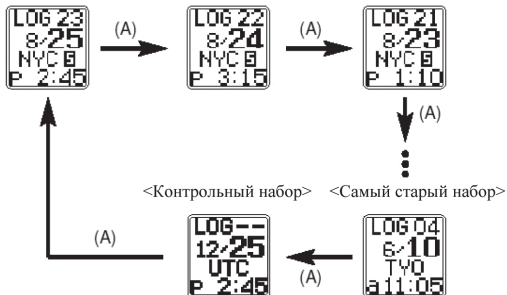 LOG 23
8/25
NYC S
P 2:45
(A)
LOG 22
8/24
NYC S
P 3:15
(A)
LOG 21
8/23
NYC S
P 1:10
(A)
<Контрольный набор> <Самый старый набор>
LOG--
12/25
UTC
P 2:45
(A)
LOG 04
6/10
TYO
a 11:05
(A)